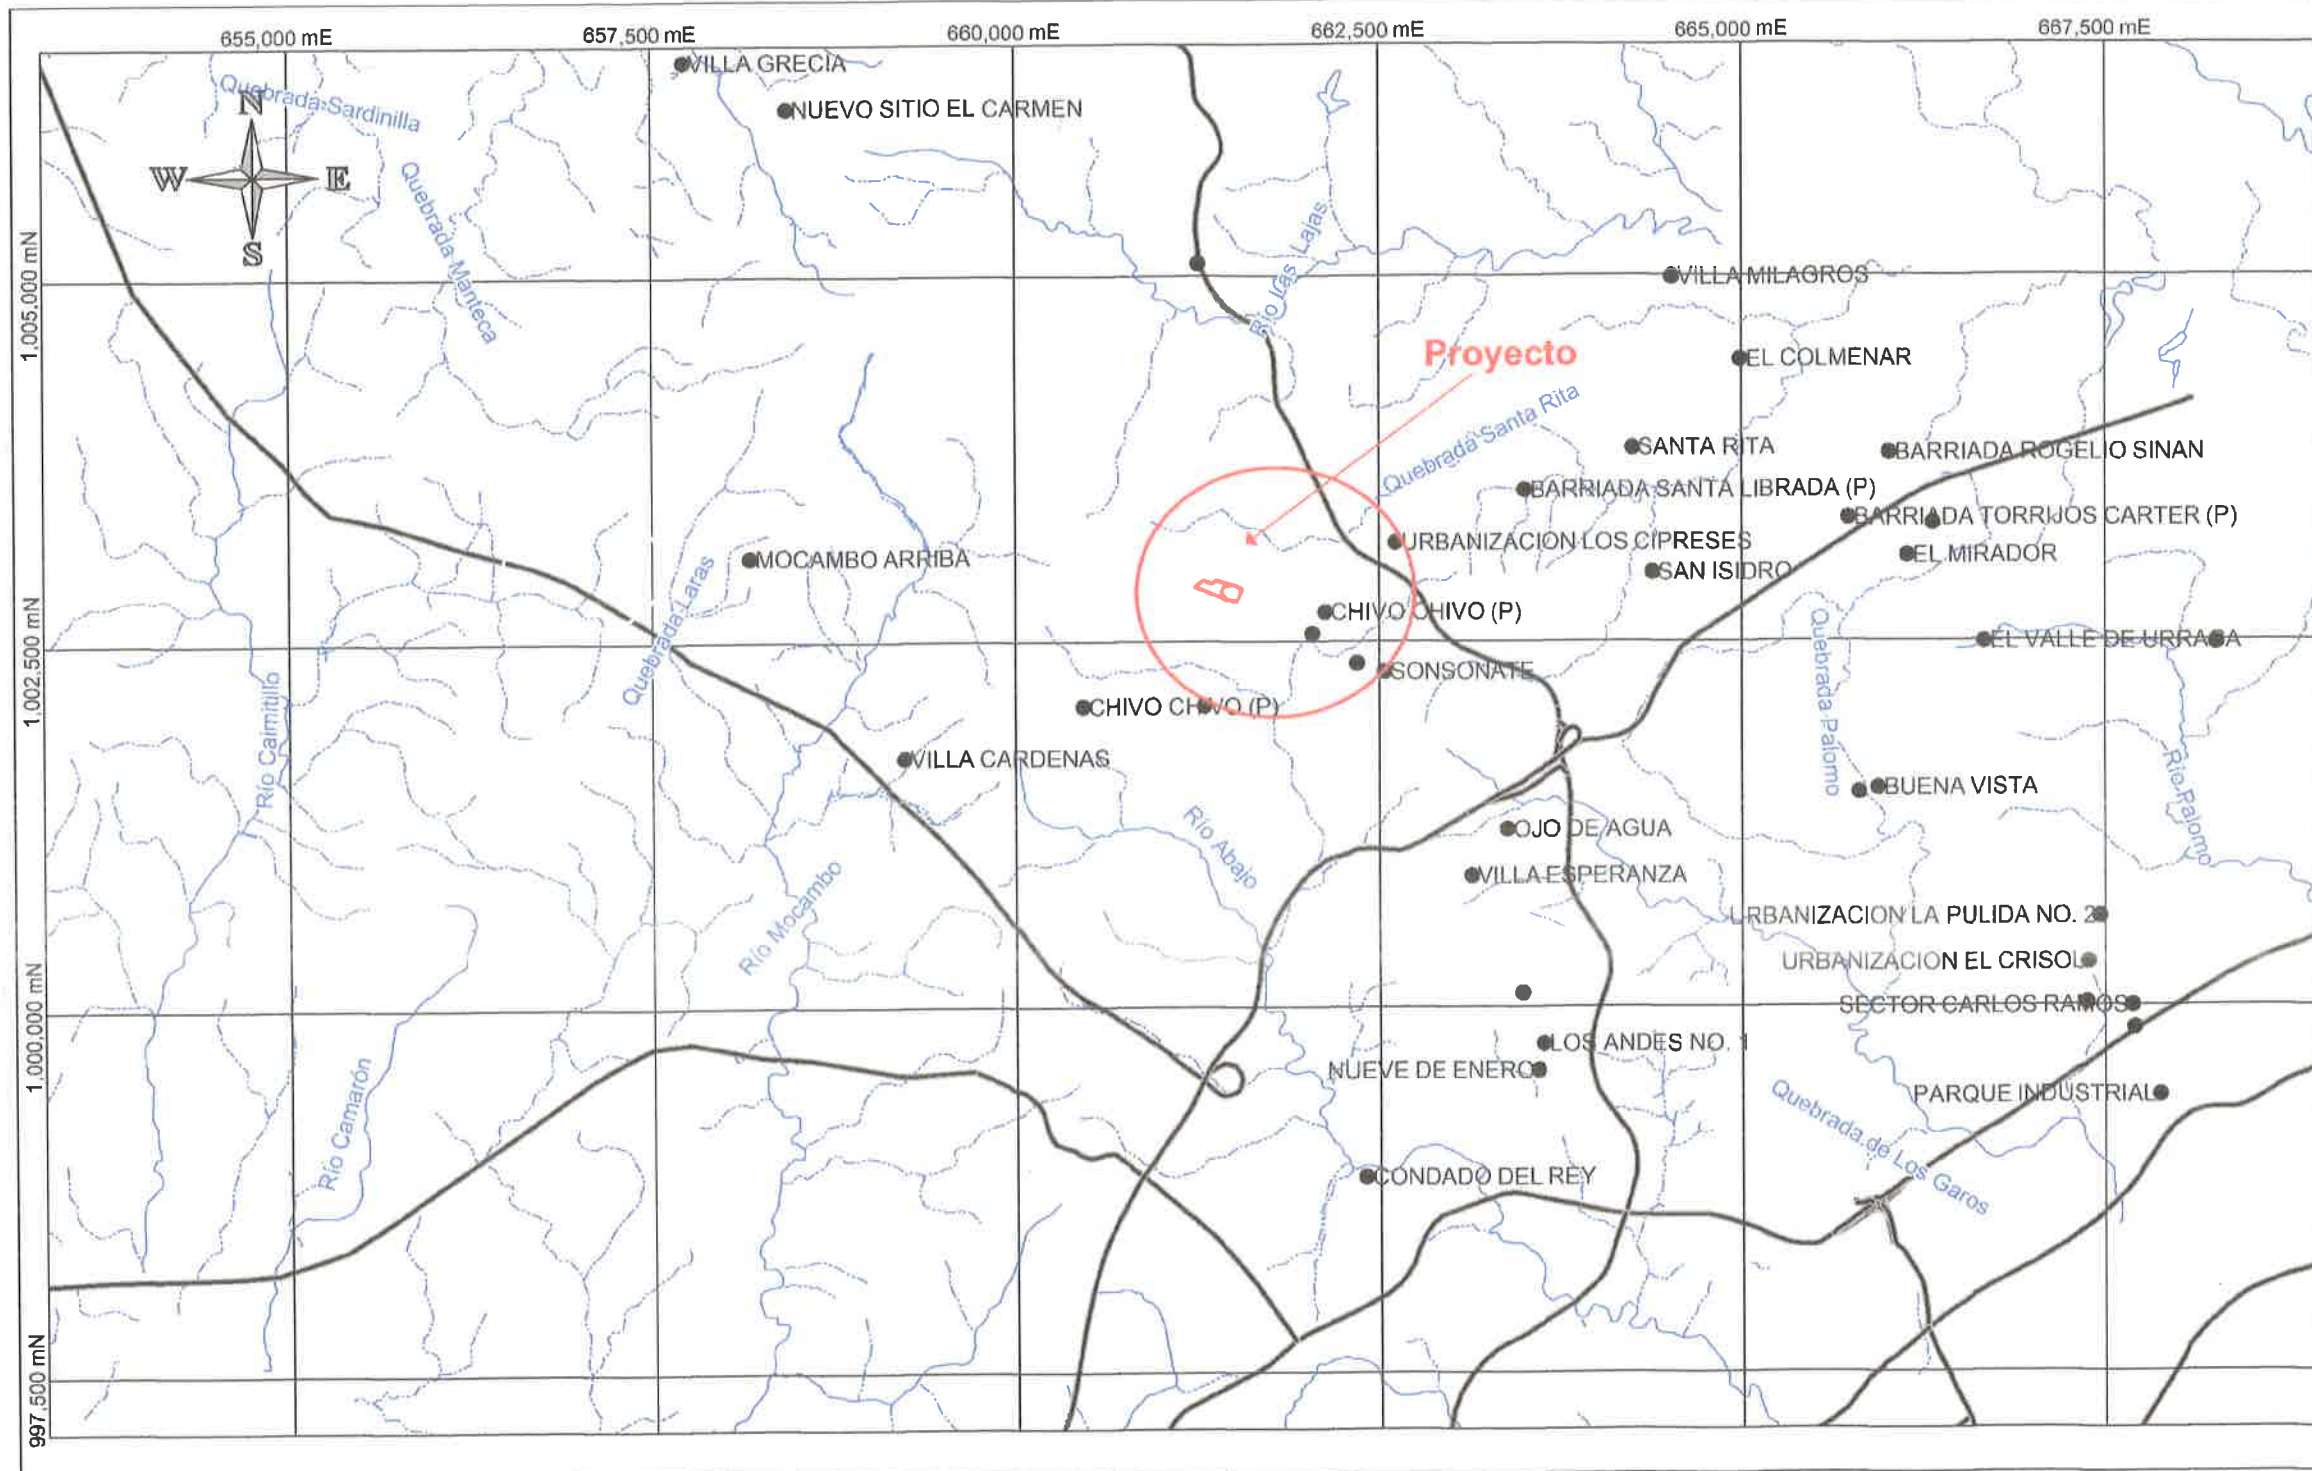 655,000 mE
657,500 mE
660,000 mE
662,500 mE
665,000 mE
667,500 mE
VILLA GRECIA
Quebrada Sardinilla
N
NUEVO SITIO EL CARMEN
W
E
S
Quebrada Manteca
Río Las Lajas
1,005,000 mN
VILLA MILAGROS
Proyecto
EL COLMENAR
Quebrada Santa Rita
SANTA RITA
BARRIADA ROGELIO SINAN
BARRIADA SANTA LIBRADA (P)
BARRIADA TORRIJOS CARTER (P)
URBANIZACION LOS CIPRESES
EL MIRADOR
MOCAMBO ARRIBA
SAN ISIDRO
CHIVO CHIVO (P)
Quebrada Laras
1,002,500 mN
EL VALLE DE URRACA
SONSONATE
Quebrada Palomo
CHIVO CHIVO (P)
Río Caimitillo
VILLA CARDENAS
BUENA VISTA
Río Palomo
OJO DE AGUA
Río Abajo
VILLA ESPERANZA
Río Mocambo
URBANIZACION LA PULIDA NO. 2
URBANIZACION EL CRISOL
SECTOR CARLOS RAMOS
1,000,000 mN
LOS ANDES NO. 1
NUEVE DE ENERO
PARQUE INDUSTRIAL
Río Camarón
Quebrada de Los Garos
CONDADO DEL REY
997,500 mN